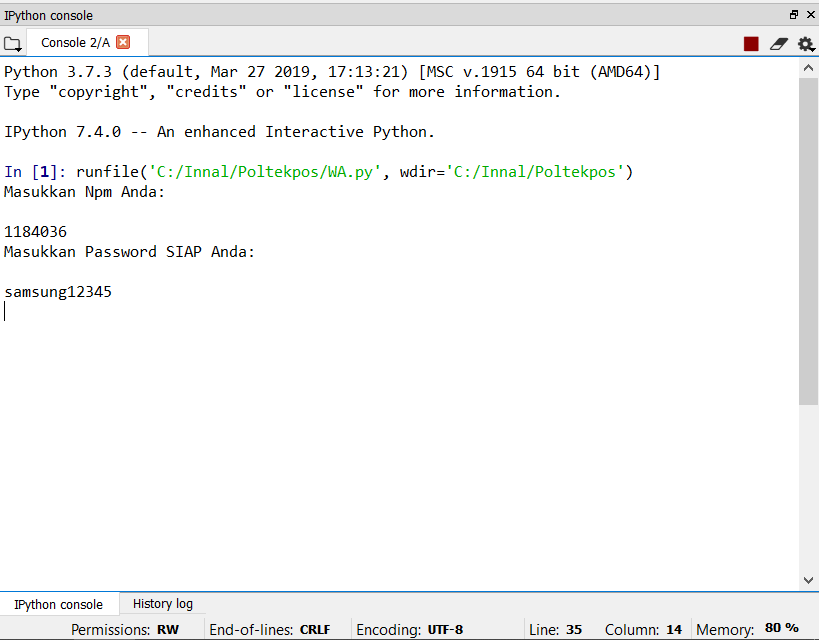 IPython console
Console 2/A
Python 3.7.3 (default, Mar 27 2019, 17:13:21) [MSC v.1915 64 bit (AMD64)]
Type "copyright", "credits" or "license" for more information.
IPython 7.4.0 -- An enhanced Interactive Python.
In [1]: runfile('C:/Innal/Poltekpos/WA.py', wdir='C:/Innal/Poltekpos')
Masukkan Npm Anda:
1184036
Masukkan Password SIAP Anda:
samsung12345
IPython console History log
Permissions: RW End-of-lines: CRLF Encoding: UTF-8 Line: 35 Column: 14 Memory: 80 %